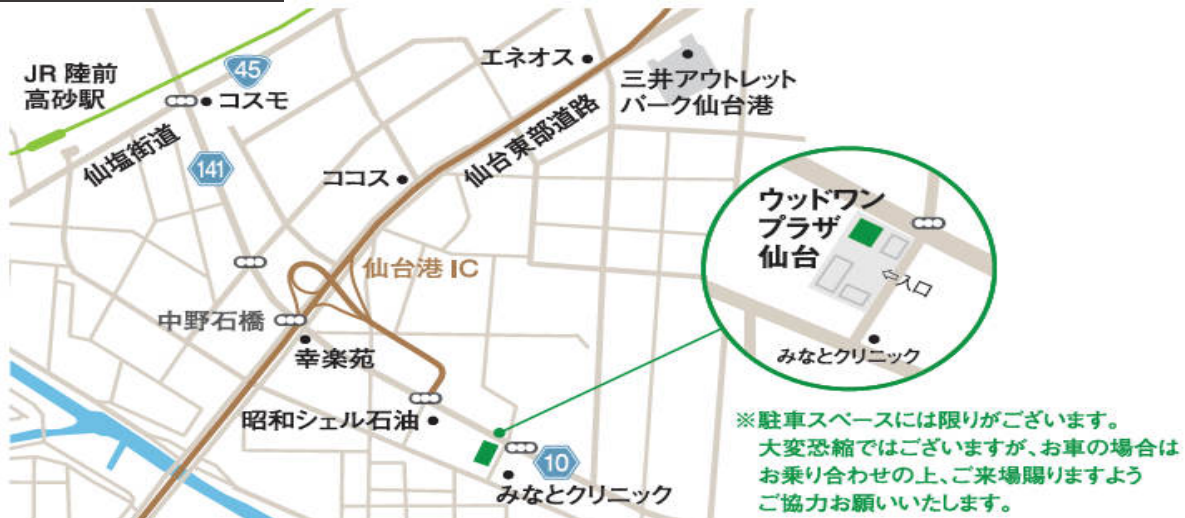 JR 陸前
高砂駅
45
コスモ
仙塩街道
141
エネオス
三井アウトレット
パーク仙台港
仙台東部道路
ココス
仙台港 IC
中野石橋
幸楽苑
昭和シェル石油
10
みなとクリニック
ウッドワン
プラザ
仙台
⇦入口
みなとクリニック
※駐車スペースには限りがございます。
大変恐縮ではございますが、お車の場合は
お乗り合わせの上、ご来場賜りますよう
ご協力お願いいたします。